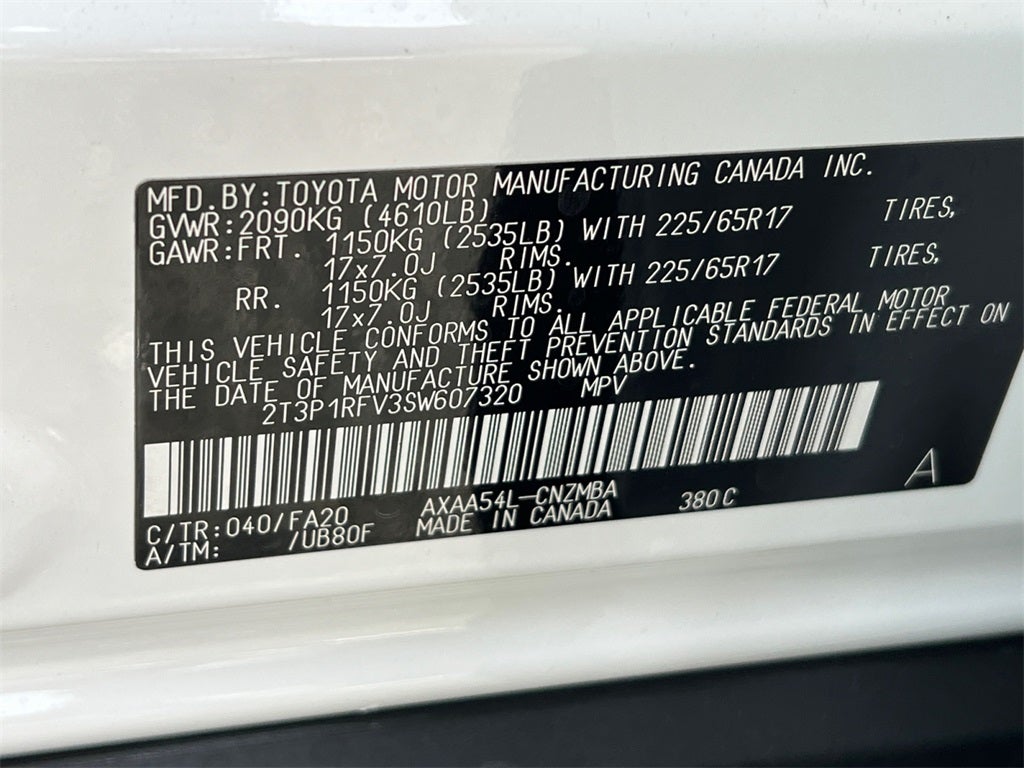 MFD.BY:TOYOTA MOTOR MANUFACTURING CANADA INC.
GVWR:2090KG (4610LB)
GAWR:FRT. 1150KG (2535LB) WITH 225/65R17 TIRES,
17x7.0J RIMS.
RR. 1150KG (2535LB) WITH 225/65R17 TIRES,
17x7.0J RIMS.
THIS VEHICLE CONFORMS TO ALL APPLICABLE FEDERAL MOTOR
VEHICLE SAFETY AND THEFT PREVENTION STANDARDS IN EFFECT ON
THE DATE OF MANUFACTURE SHOWN ABOVE.
2T3P1RFV3SW607320 MPV
C/TR:040/FA20 AXAA54L-CNZMBA 380C A
A/TM: /UB80F MADE IN CANADA